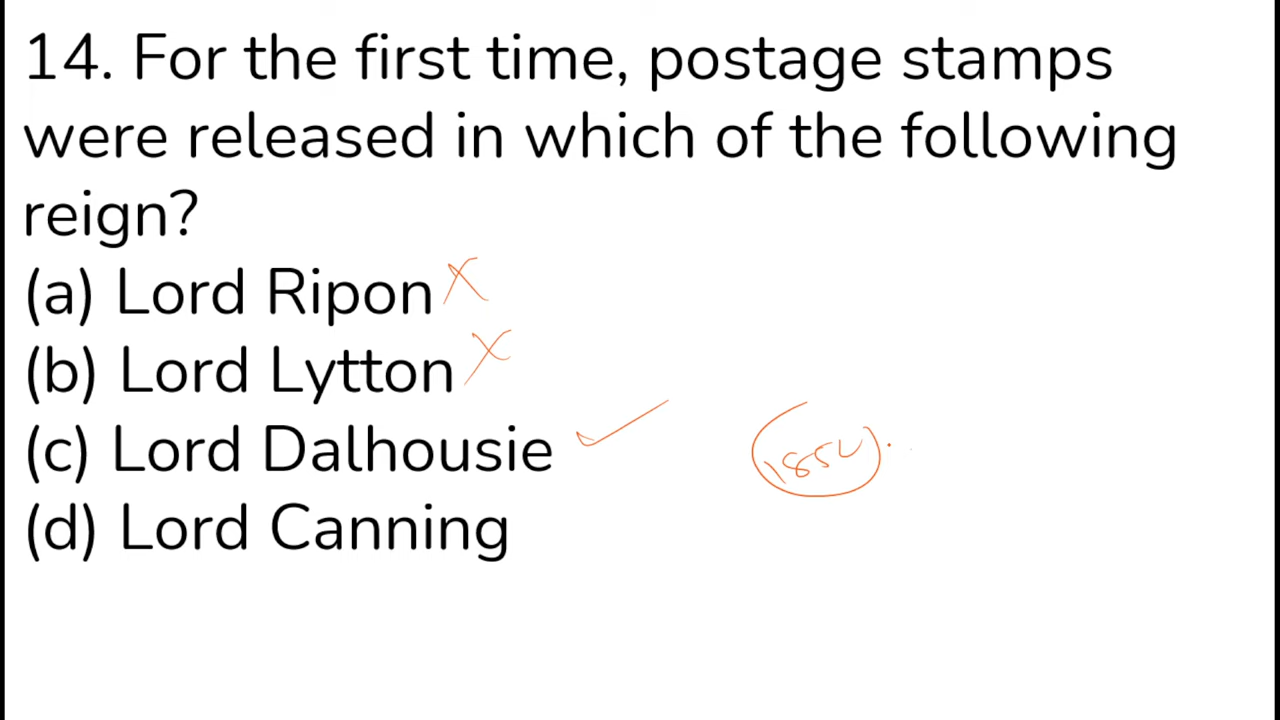 14. For the first time, postage stamps
were released in which of the following
reign?
(a) Lord Ripon
(b) Lord Lytton
(c) Lord Dalhousie
1854
(d) Lord Canning